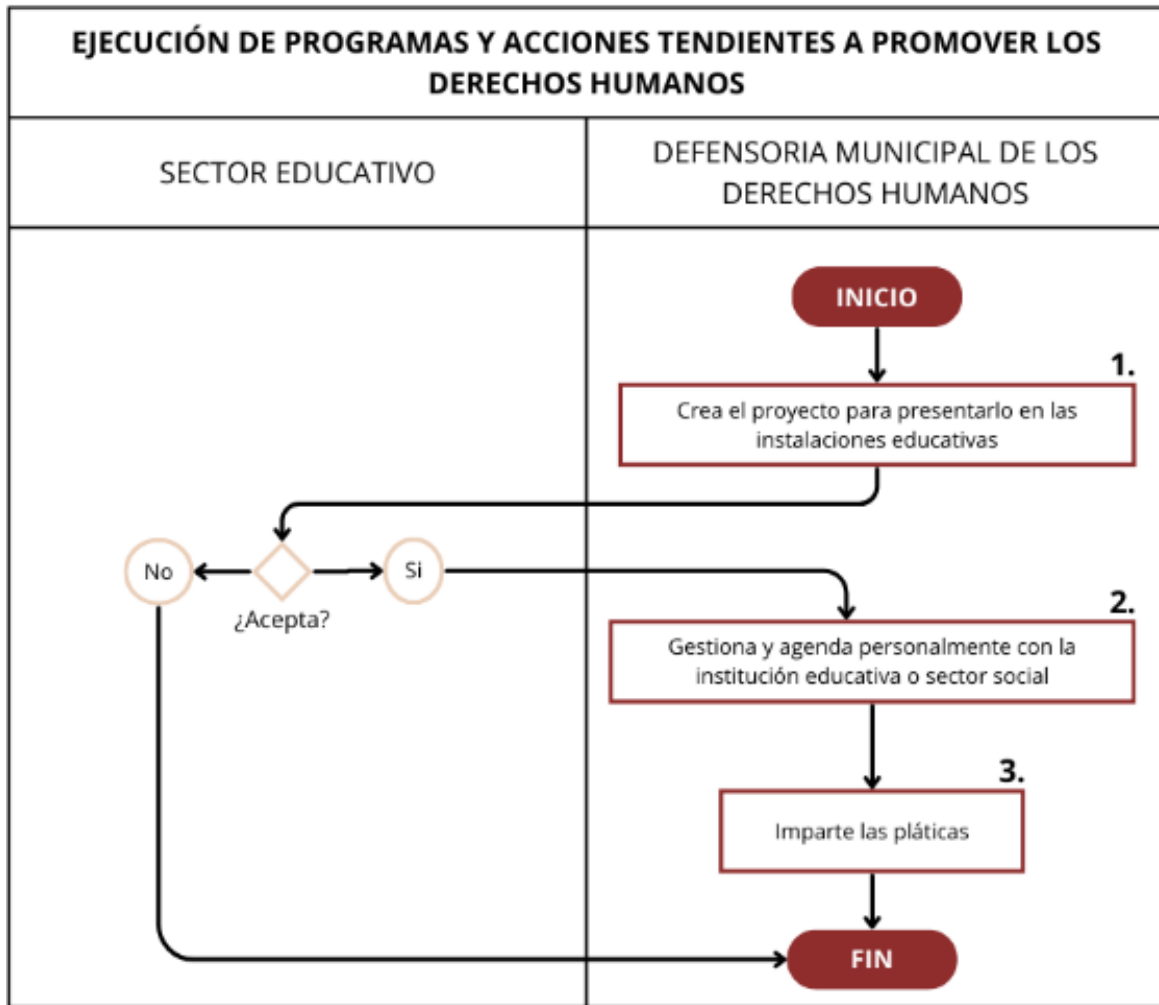 EJECUCIÓN DE PROGRAMAS Y ACCIONES TENDIENTES A PROMOVER LOS
DERECHOS HUMANOS
SECTOR EDUCATIVO
DEFENSORIA MUNICIPAL DE LOS
DERECHOS HUMANOS
INICIO
1.
Crea el proyecto para presentarlo en las
instalaciones educativas
No
Si
¿Acepta?
2.
Gestiona y agenda personalmente con la
institución educativa o sector social
3.
Imparte las pláticas
FIN